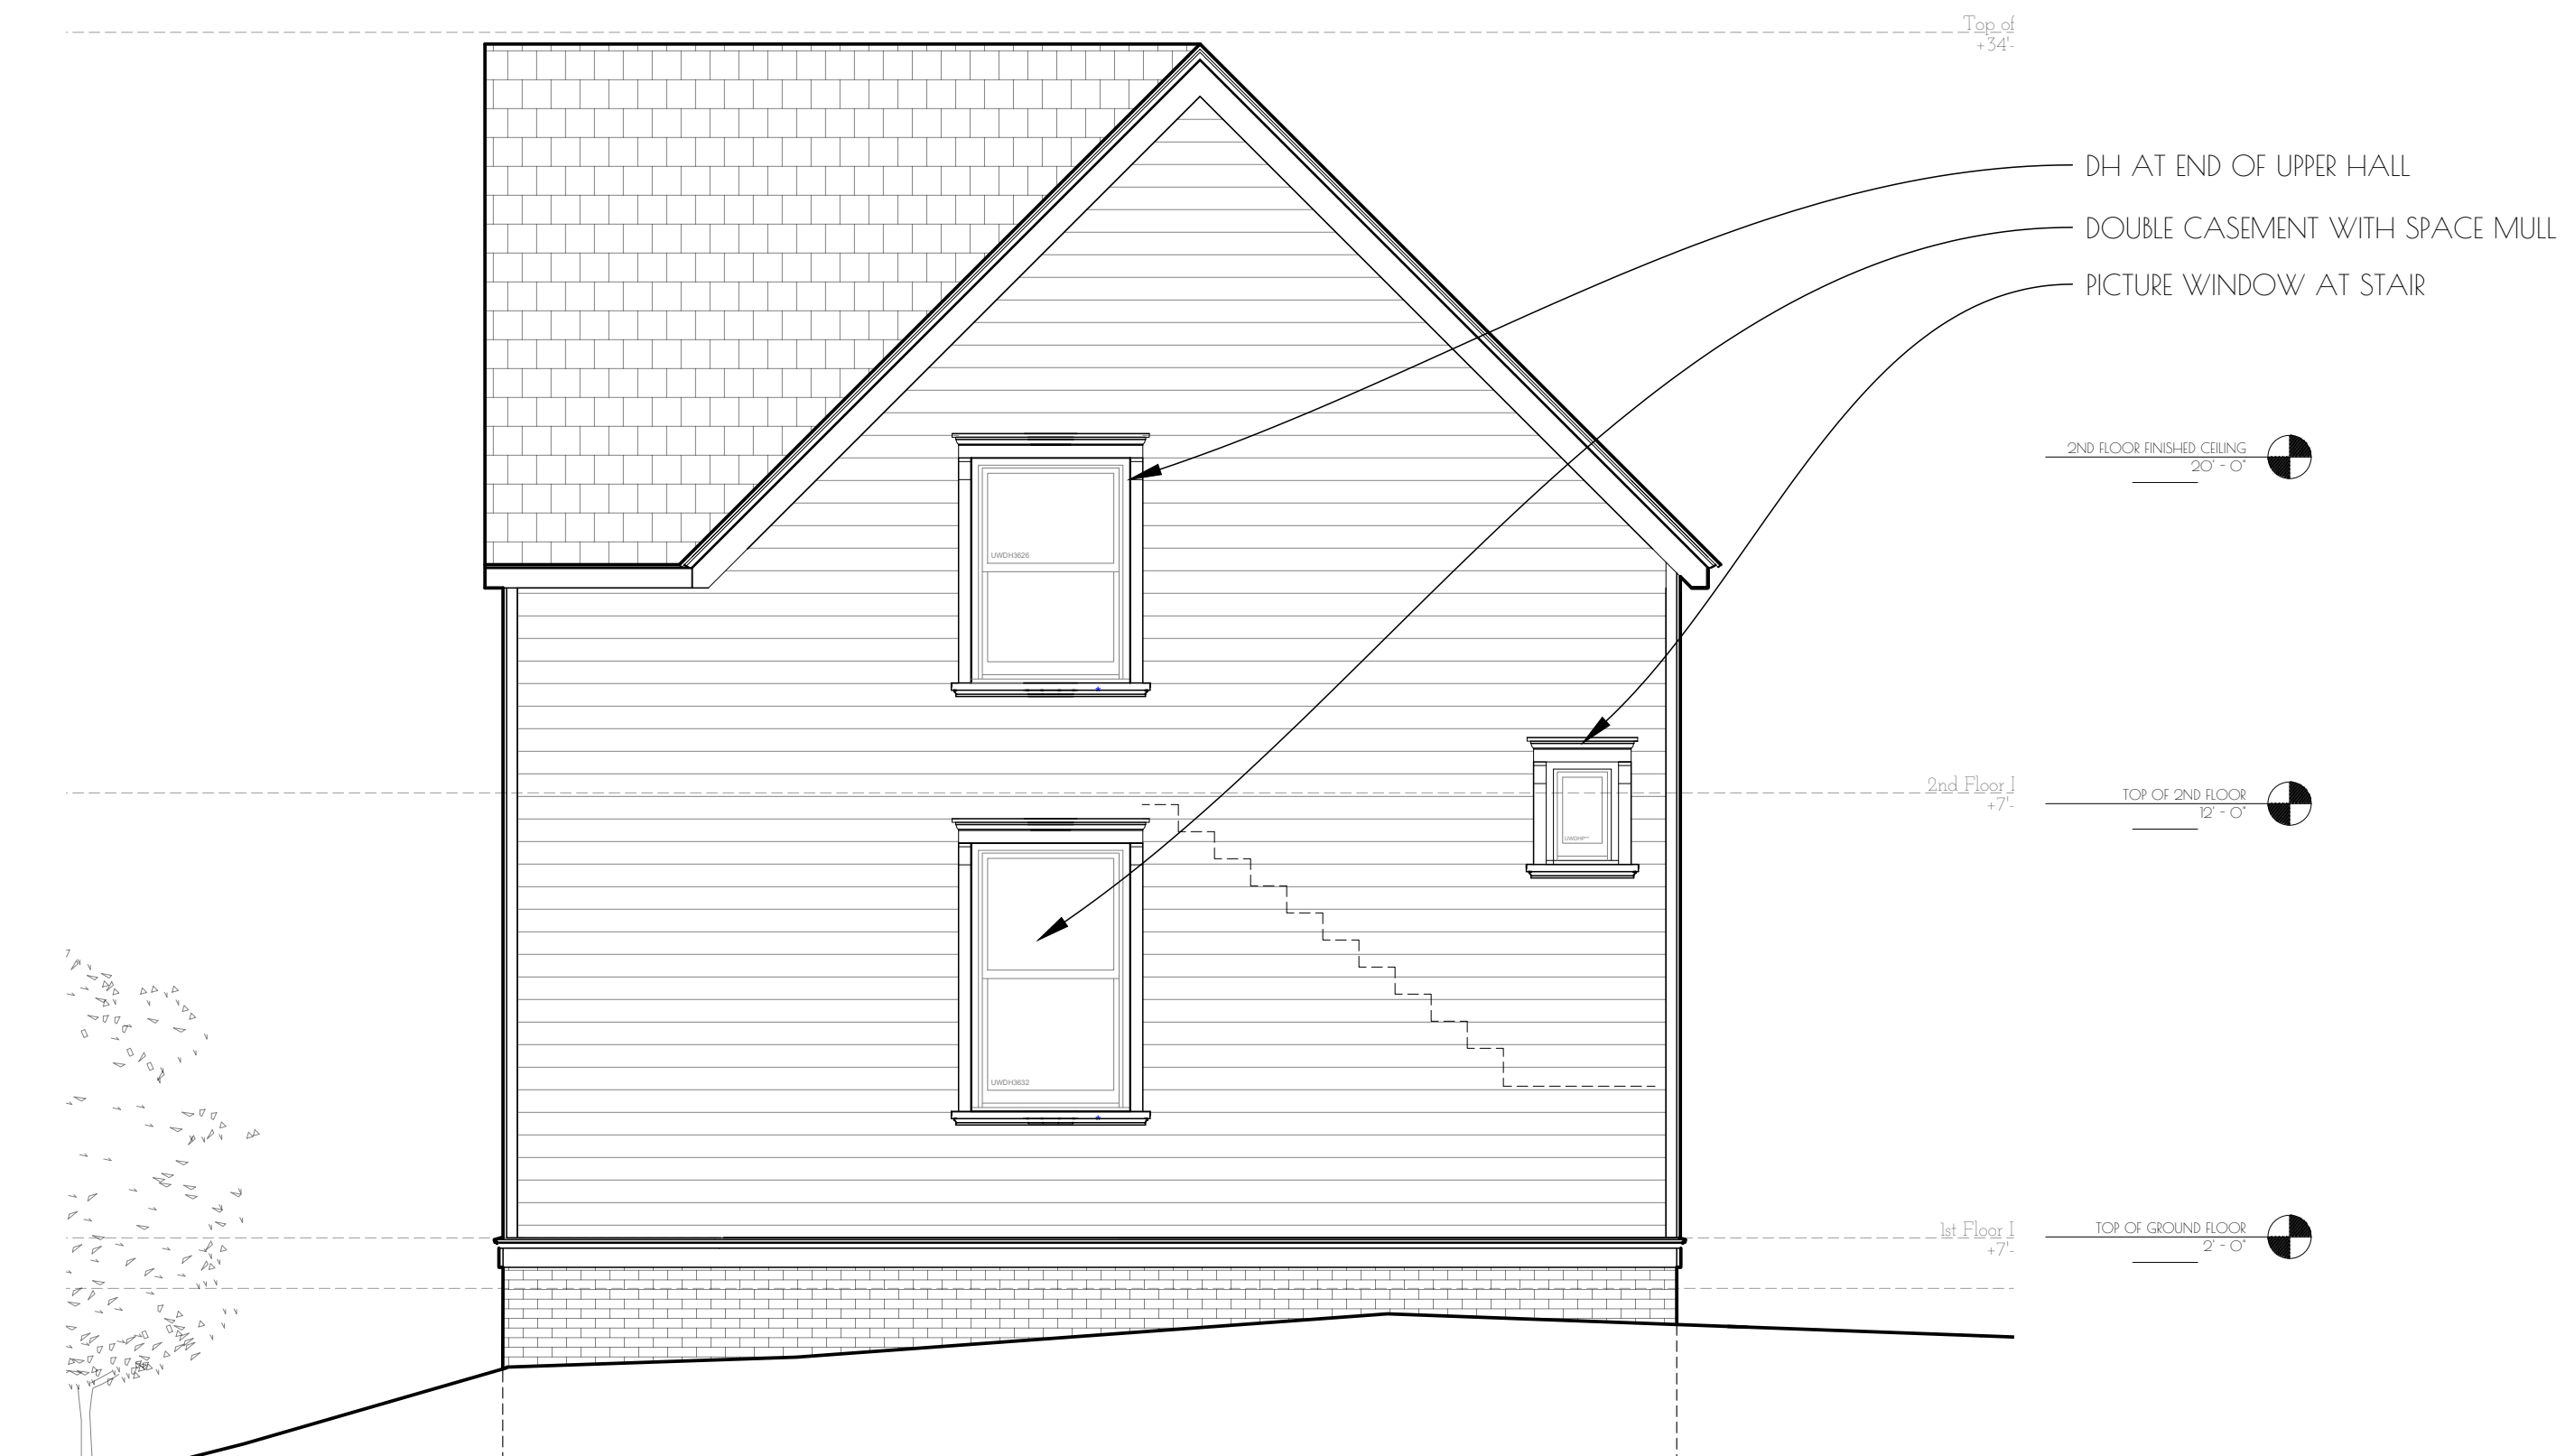 Top of
+34'-
DH AT END OF UPPER HALL
DOUBLE CASEMENT WITH SPACE MULL
PICTURE WINDOW AT STAIR
2ND FLOOR FINISHED CEILING
20' - 0"
UWDH3626
2nd Floor
+7'-
TOP OF 2ND FLOOR
12' - 0"
UWDH3632
1st Floor
+7'-
TOP OF GROUND FLOOR
2' - 0"